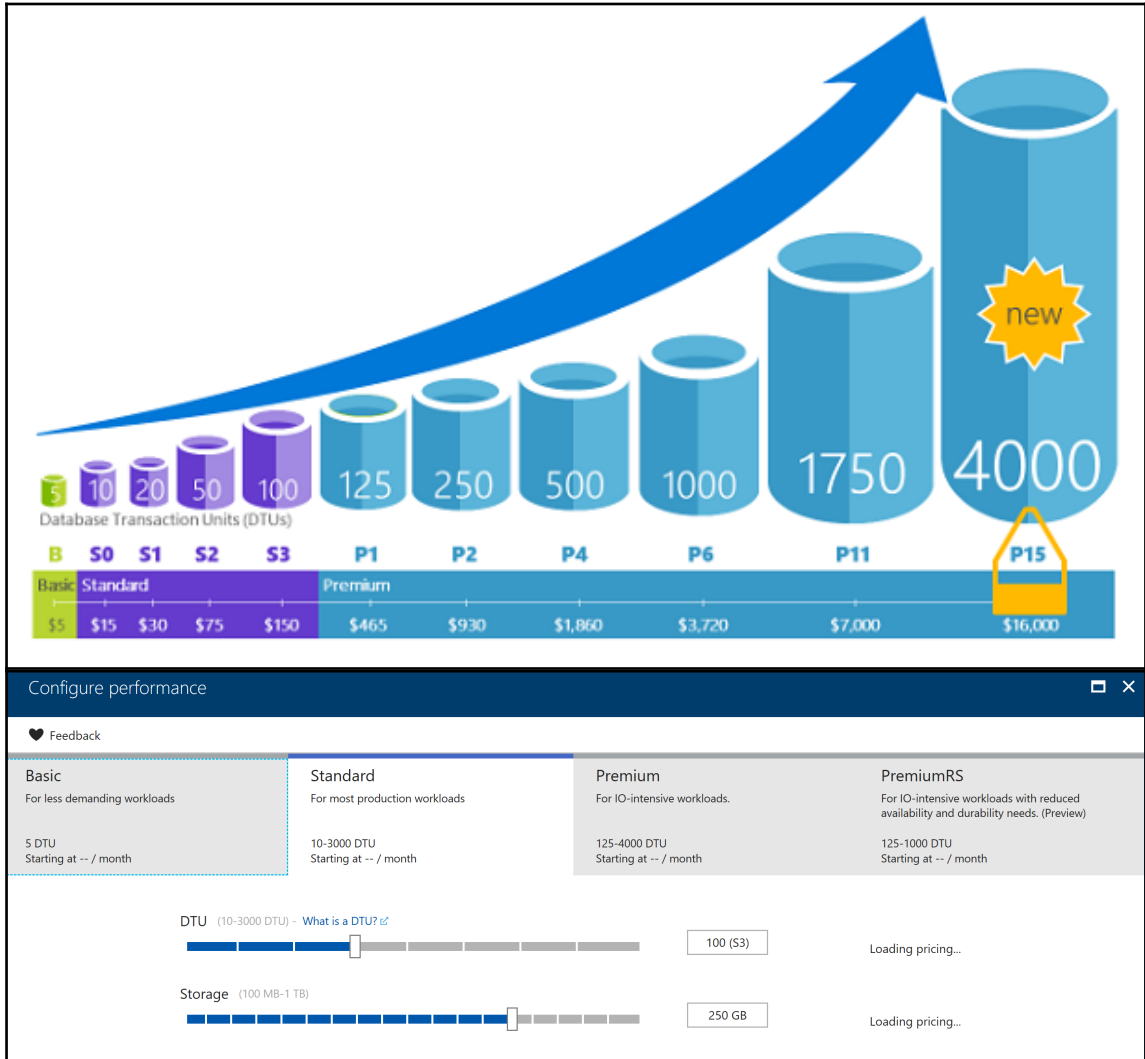 new
5 10 20 50 100 125 250 500 1000 1750 4000
Database Transaction Units (DTUs)
B S0 S1 S2 S3 P1 P2 P4 P6 P11 P15
Basic Standard Premium
$5 $15 $30 $75 $150 $465 $930 $1,860 $3,720 $7,000 $16,000
Configure performance
Feedback
Basic
For less demanding workloads
5 DTU
Starting at -- / month
Standard
For most production workloads
10-3000 DTU
Starting at -- / month
Premium
For IO-intensive workloads.
125-4000 DTU
Starting at -- / month
PremiumRS
For IO-intensive workloads with reduced
availability and durability needs. (Preview)
125-1000 DTU
Starting at -- / month
DTU (10-3000 DTU) - What is a DTU?
100 (S3)
Loading pricing...
Storage (100 MB-1 TB)
250 GB
Loading pricing...